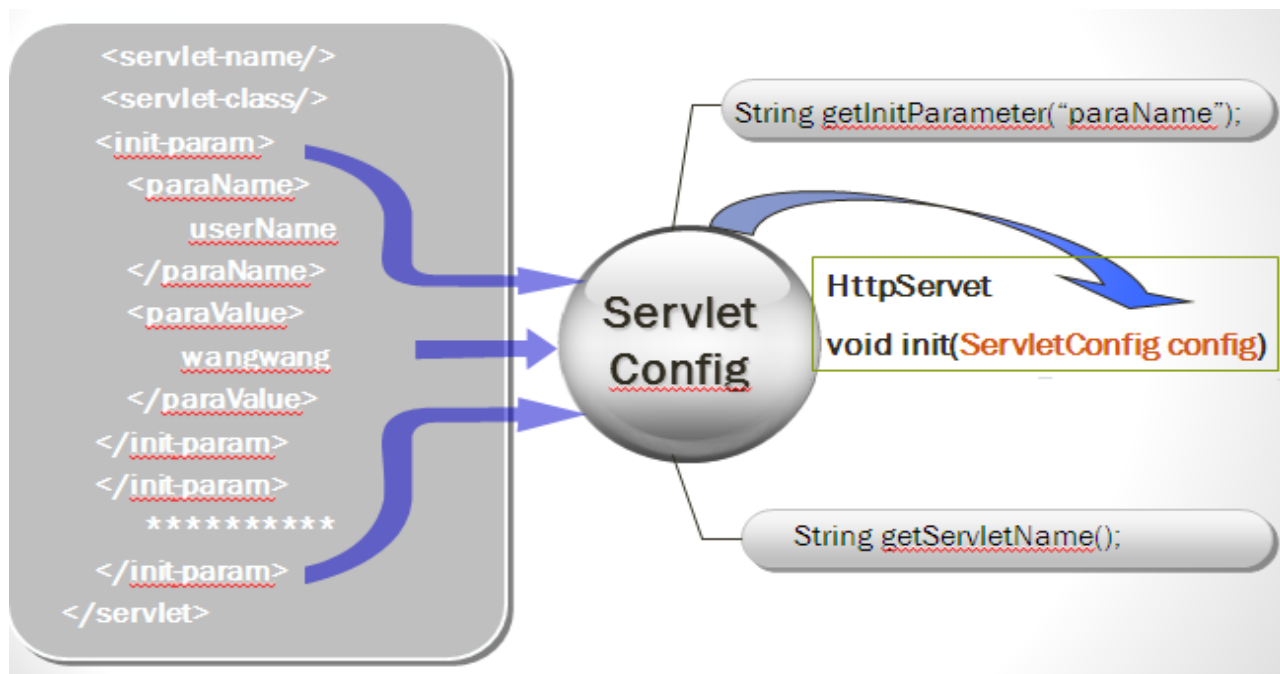 <servlet-name/>
<servlet-class/>
<init-param>
<paraName>
userName
</paraName>
<paraValue>
wangwang
</paraValue>
</init-param>
</init-param>
**********
</init-param>
</servlet>
Servlet
Config
String getInitParameter(“paraName”);
HttpServet
void init(ServletConfig config)
String getServletName();